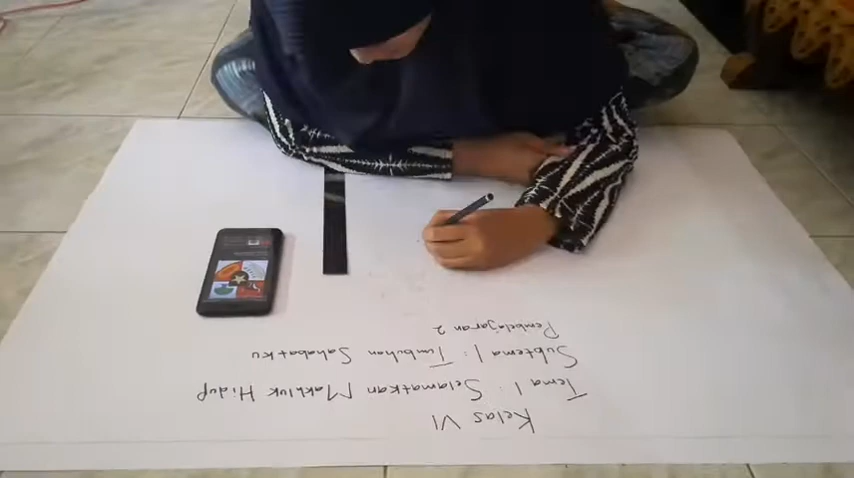 Kelas VI
Tema 1 : Selamatkan Makhluk Hidup
Subtema 1 : Tumbuhan Sahabatku
Pembelajaran 2